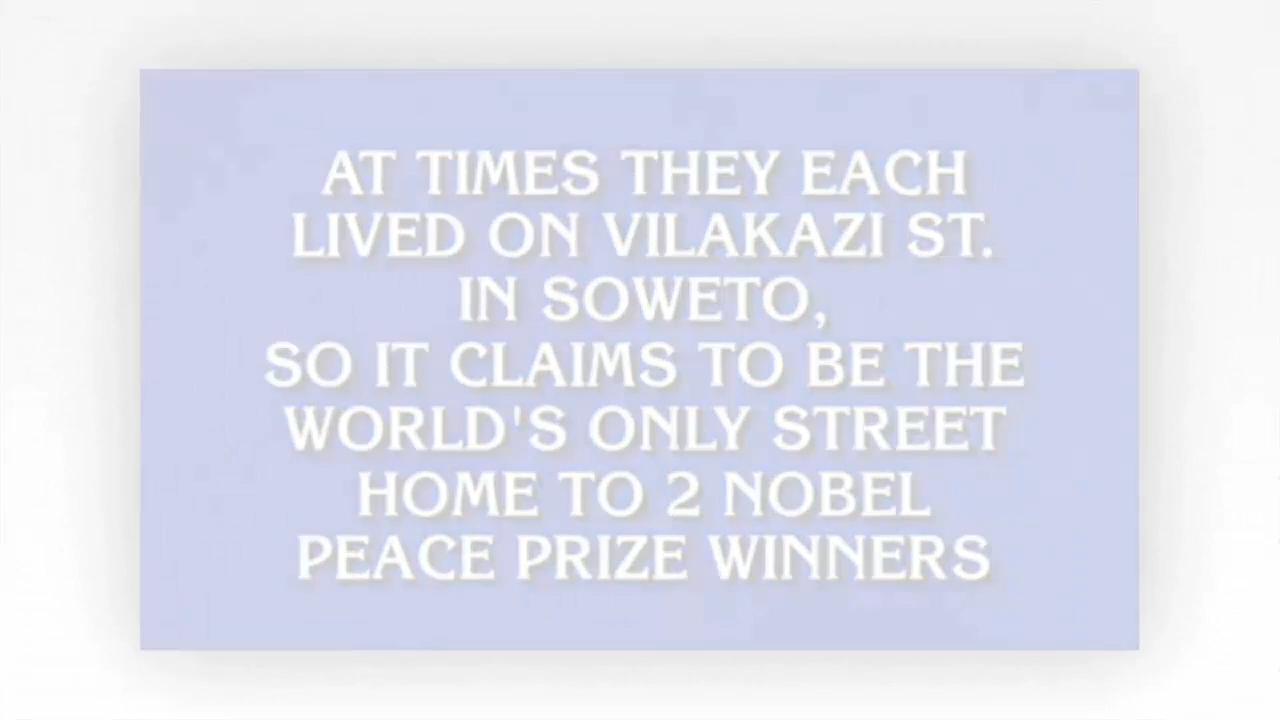 AT TIMES THEY EACH
LIVED ON VILAKAZI ST.
IN SOWETO,
SO IT CLAIMS TO BE THE
WORLD'S ONLY STREET
HOME TO 2 NOBEL
PEACE PRIZE WINNERS